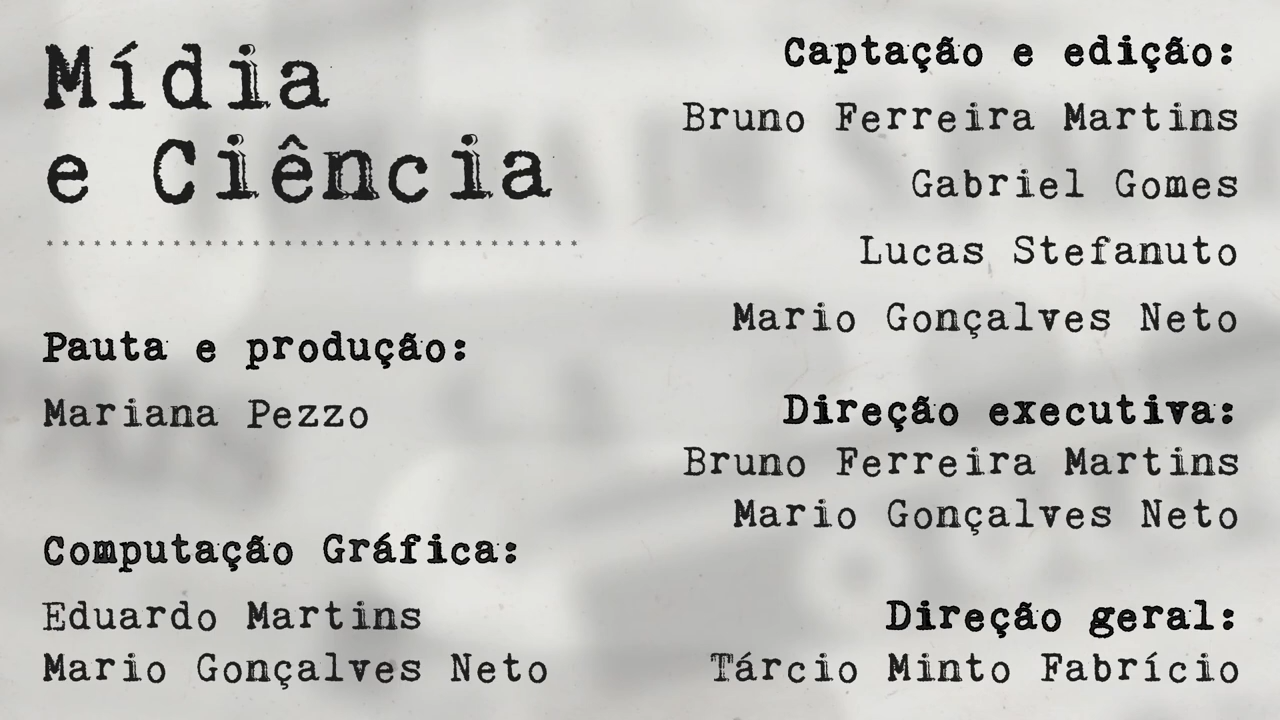 Mídia
e Ciência
Pauta e produção:
Mariana Pezzo
Computação Gráfica:
Eduardo Martins
Mario Gonçalves Neto
Captação e edição:
Bruno Ferreira Martins
Gabriel Gomes
Lucas Stefanuto
Mario Gonçalves Neto
Direção executiva:
Bruno Ferreira Martins
Mario Gonçalves Neto
Direção geral:
Tárcio Minto Fabrício